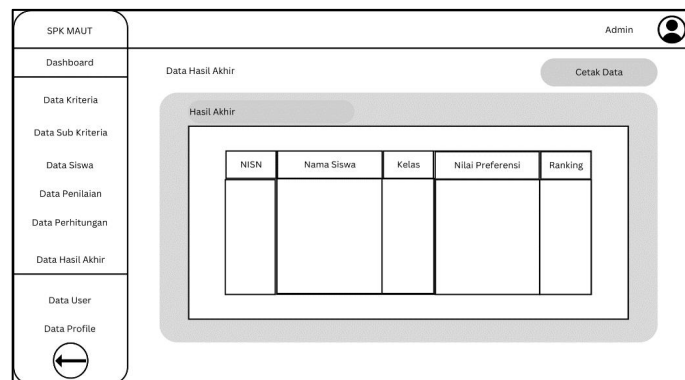 SPK MAUT
Admin
Dashboard
Data Kriteria
Data Sub Kriteria
Data Siswa
Data Penilaian
Data Perhitungan
Data Hasil Akhir
Data User
Data Profile
Data Hasil Akhir
Cetak Data
Hasil Akhir
NISN Nama Siswa Kelas Nilai Preferensi Ranking